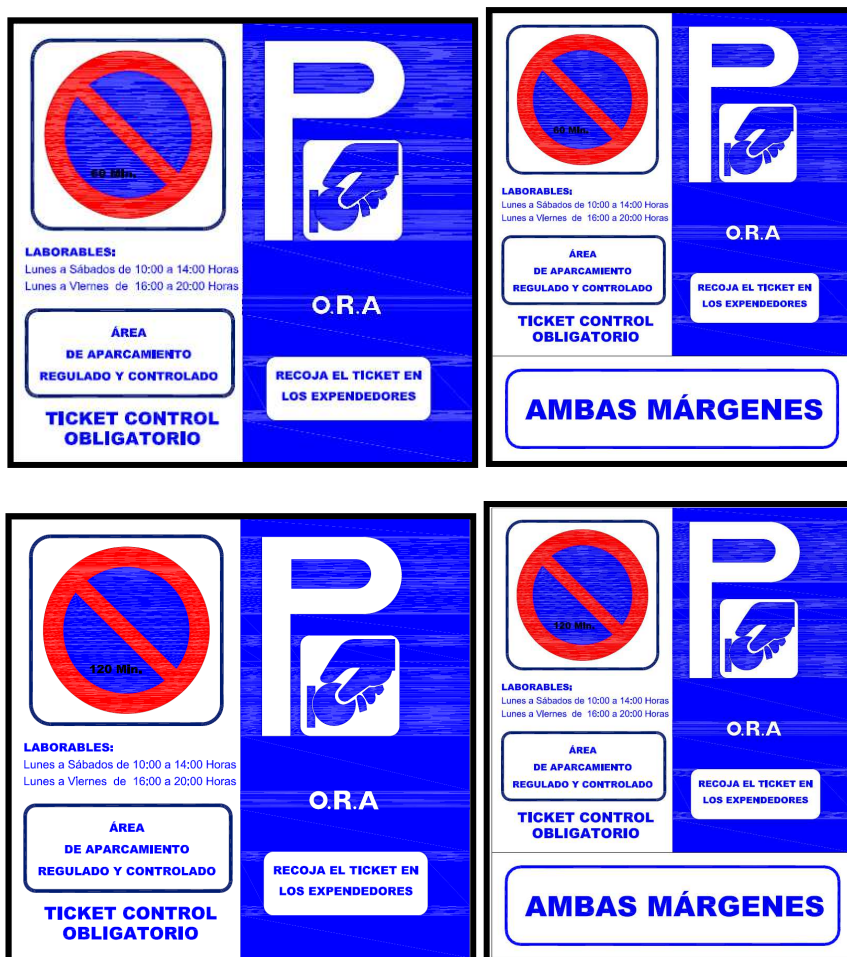 60 Min.
LABORABLES:
Lunes a Sábados de 10:00 a 14:00 Horas
Lunes a Viernes de 16:00 a 20:00 Horas
ÁREA
DE APARCAMIENTO
REGULADO Y CONTROLADO
TICKET CONTROL
OBLIGATORIO
P
O.R.A
RECOJA EL TICKET EN
LOS EXPENDEDORES
60 Min.
LABORABLES:
Lunes a Sábados de 10:00 a 14:00 Horas
Lunes a Viernes de 16:00 a 20:00 Horas
ÁREA
DE APARCAMIENTO
REGULADO Y CONTROLADO
TICKET CONTROL
OBLIGATORIO
P
O.R.A
RECOJA EL TICKET EN
LOS EXPENDEDORES
AMBAS MÁRGENES
120 Min.
LABORABLES:
Lunes a Sábados de 10:00 a 14:00 Horas
Lunes a Viernes de 16:00 a 20:00 Horas
ÁREA
DE APARCAMIENTO
REGULADO Y CONTROLADO
TICKET CONTROL
OBLIGATORIO
P
O.R.A
RECOJA EL TICKET EN
LOS EXPENDEDORES
120 Min.
LABORABLES:
Lunes a Sábados de 10:00 a 14:00 Horas
Lunes a Viernes de 16:00 a 20:00 Horas
ÁREA
DE APARCAMIENTO
REGULADO Y CONTROLADO
TICKET CONTROL
OBLIGATORIO
P
O.R.A
RECOJA EL TICKET EN
LOS EXPENDEDORES
AMBAS MÁRGENES